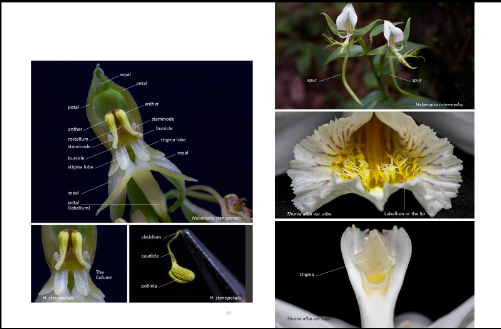 sepal
petal
petal
anther
staminode
anther
bursicle
rostellum
stigma lobe
staminode
sepal
bursicle
stigma lobe
sepal
petal
(labellum)
Habenaria stenopetala
The
Column
H. stenopetala
viscidium
caudicle
pollinia
H. stenopetala
spur
spur
Habenaria intermedia
Thunia alba var. alba
Labellum or the lip
stigma
Thunia alba var. alba